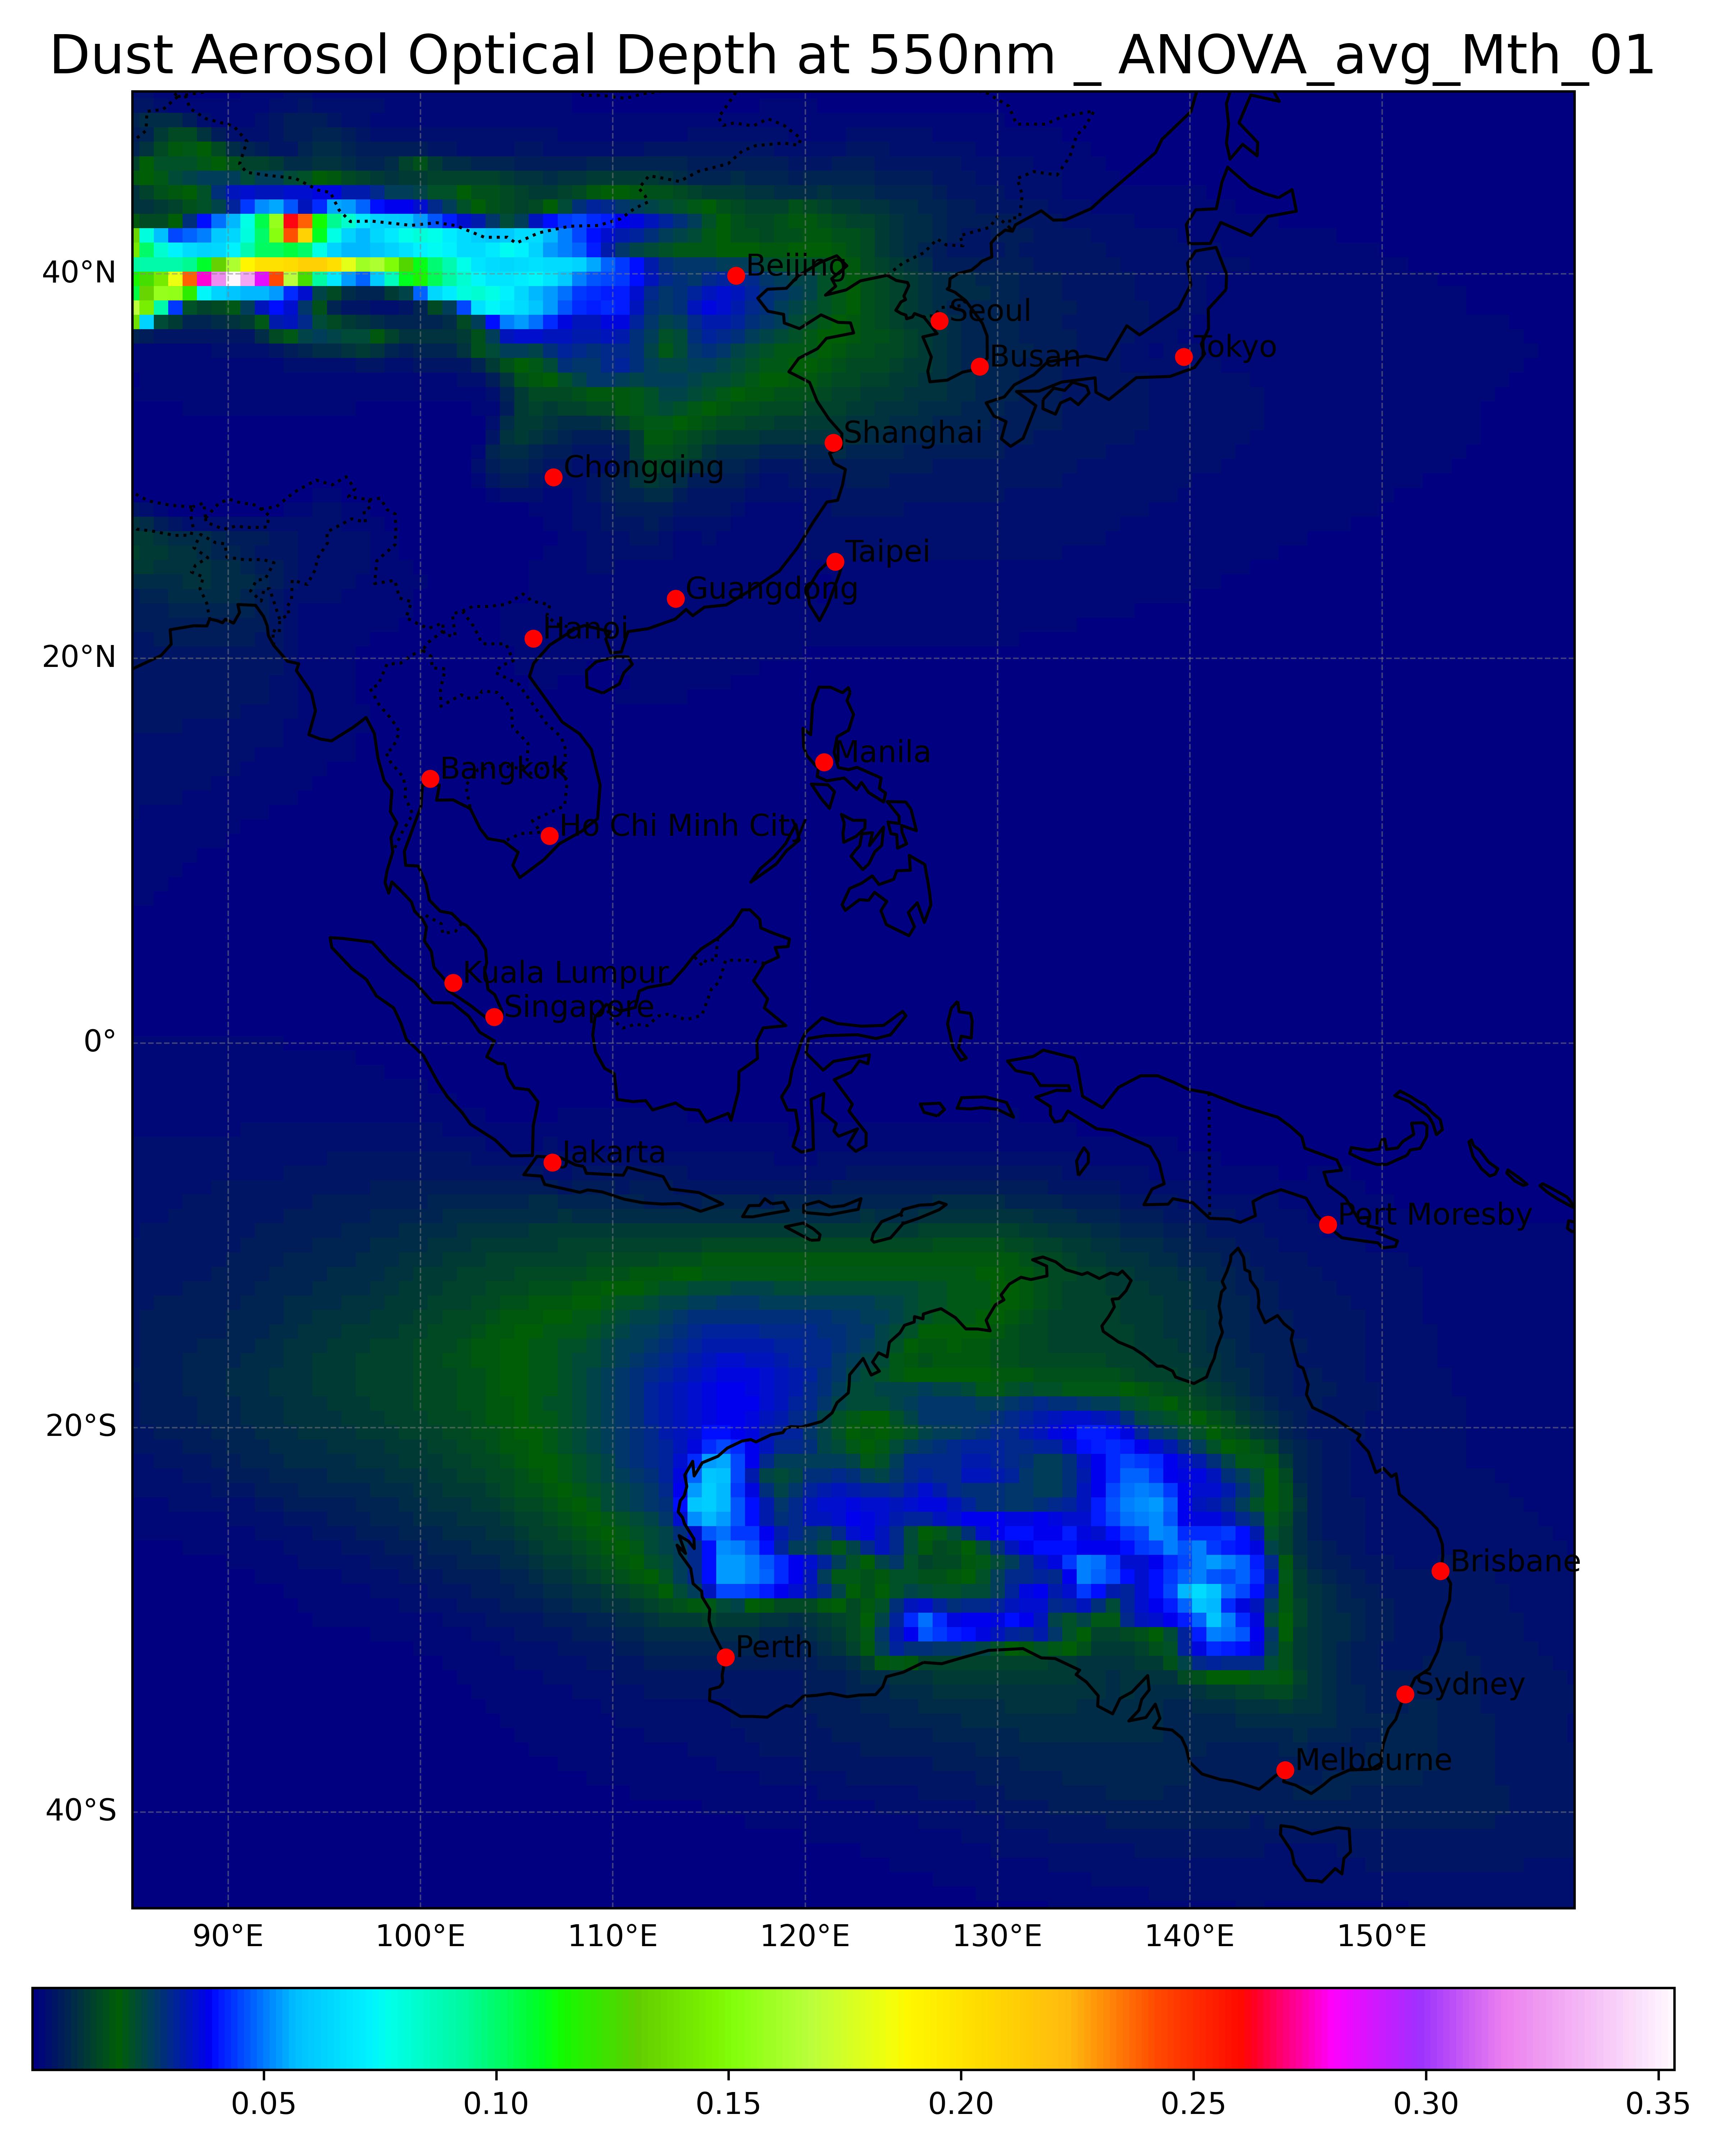 Dust Aerosol Optical Depth at 550nm _ ANOVA_avg_Mth_01
40°N
Beijing
Seoul
Tokyo
Busan
Shanghai
Chongqing
Taipei
Guangdong
Hanoi
20°N
Manila
Bangkok
Ho Chi Minh City
Kuala Lumpur
Singapore
0°
Jakarta
Port Moresby
20°S
Brisbane
Perth
Sydney
Melbourne
40°S
90°E 100°E 110°E 120°E 130°E 140°E 150°E
0.05 0.10 0.15 0.20 0.25 0.30 0.35